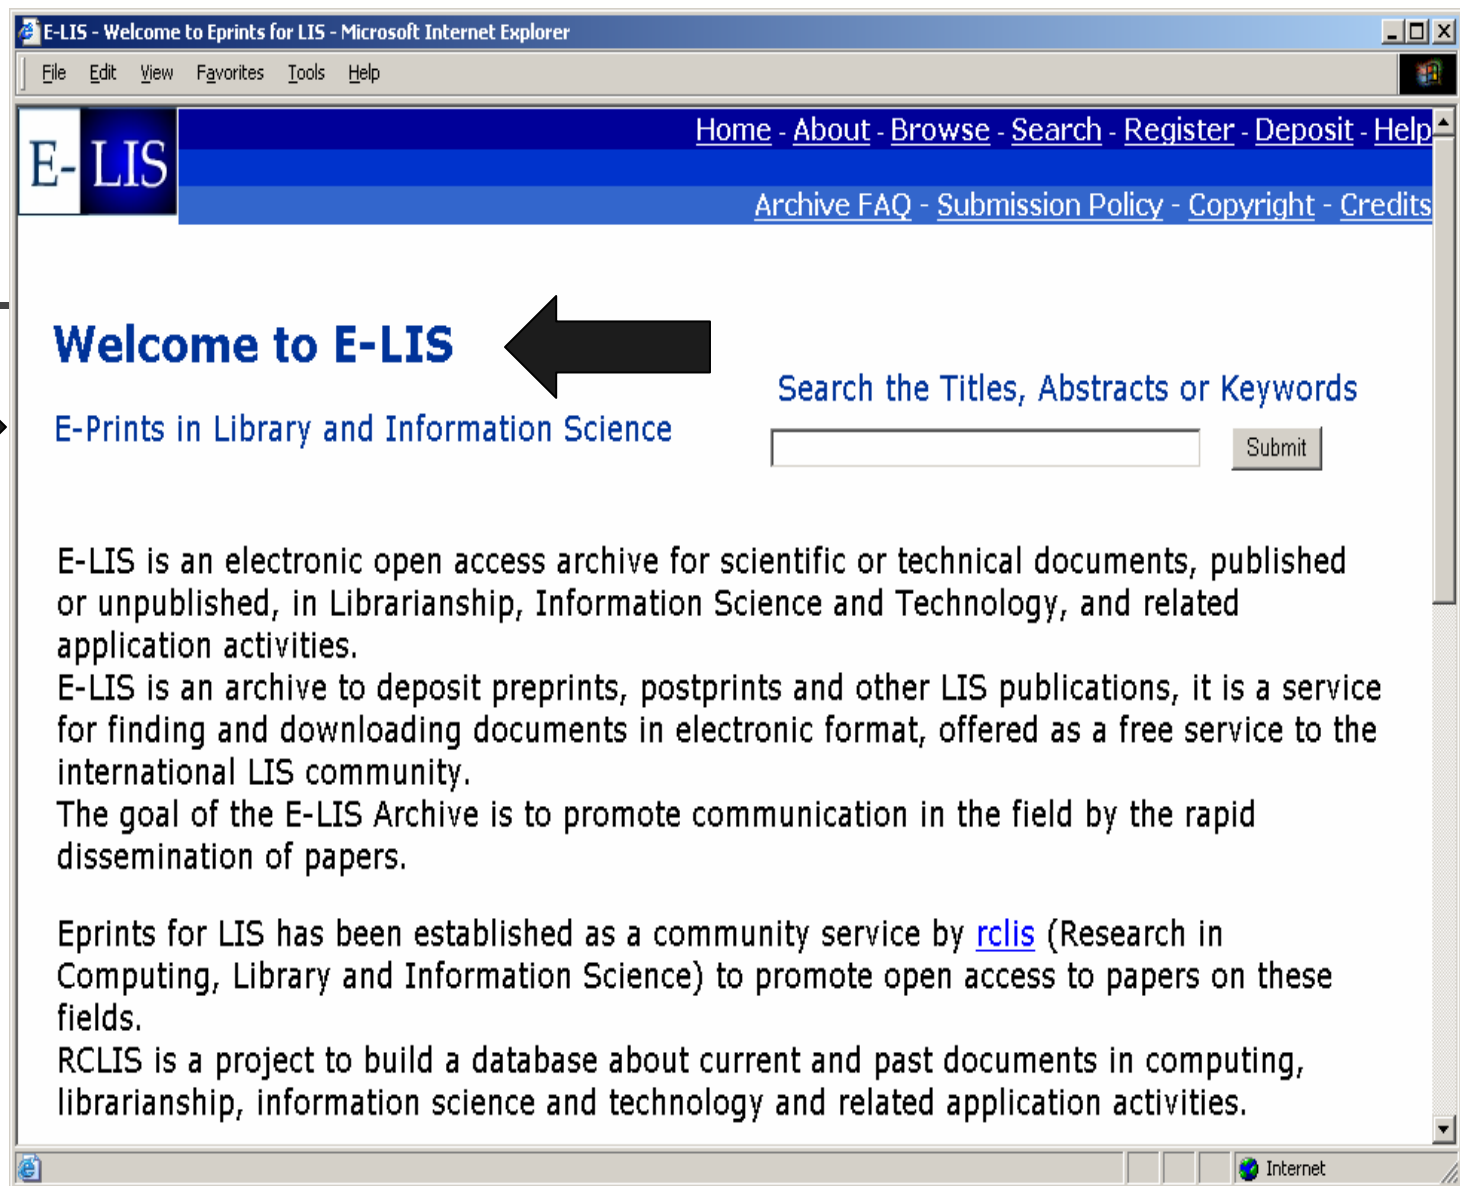 E-LIS - Welcome to Eprints for LIS - Microsoft Internet Explorer
File Edit View Favorites Tools Help
E-LIS
Home - About - Browse - Search - Register - Deposit - Help
Archive FAQ - Submission Policy - Copyright - Credits
Welcome to E-LIS
E-Prints in Library and Information Science
Search the Titles, Abstracts or Keywords
Submit
E-LIS is an electronic open access archive for scientific or technical documents, published
or unpublished, in Librarianship, Information Science and Technology, and related
application activities.
E-LIS is an archive to deposit preprints, postprints and other LIS publications, it is a service
for finding and downloading documents in electronic format, offered as a free service to the
international LIS community.
The goal of the E-LIS Archive is to promote communication in the field by the rapid
dissemination of papers.
Eprints for LIS has been established as a community service by rclis (Research in
Computing, Library and Information Science) to promote open access to papers on these
fields.
RCLIS is a project to build a database about current and past documents in computing,
librarianship, information science and technology and related application activities.
Internet